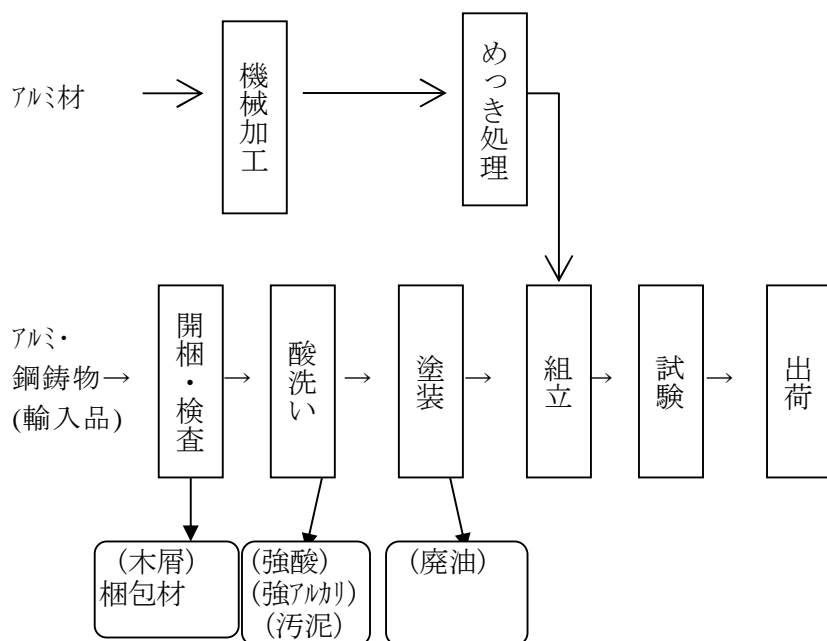 アルミ材
機械加工
めっき処理
アルミ・
鋼鋳物→
(輸入品)
開梱・検査
→
酸洗い
→
塗装
→
組立
→
試験
→
出荷
(木屑)
梱包材
(強酸)
(強アルカリ)
(汚泥)
(廃油)